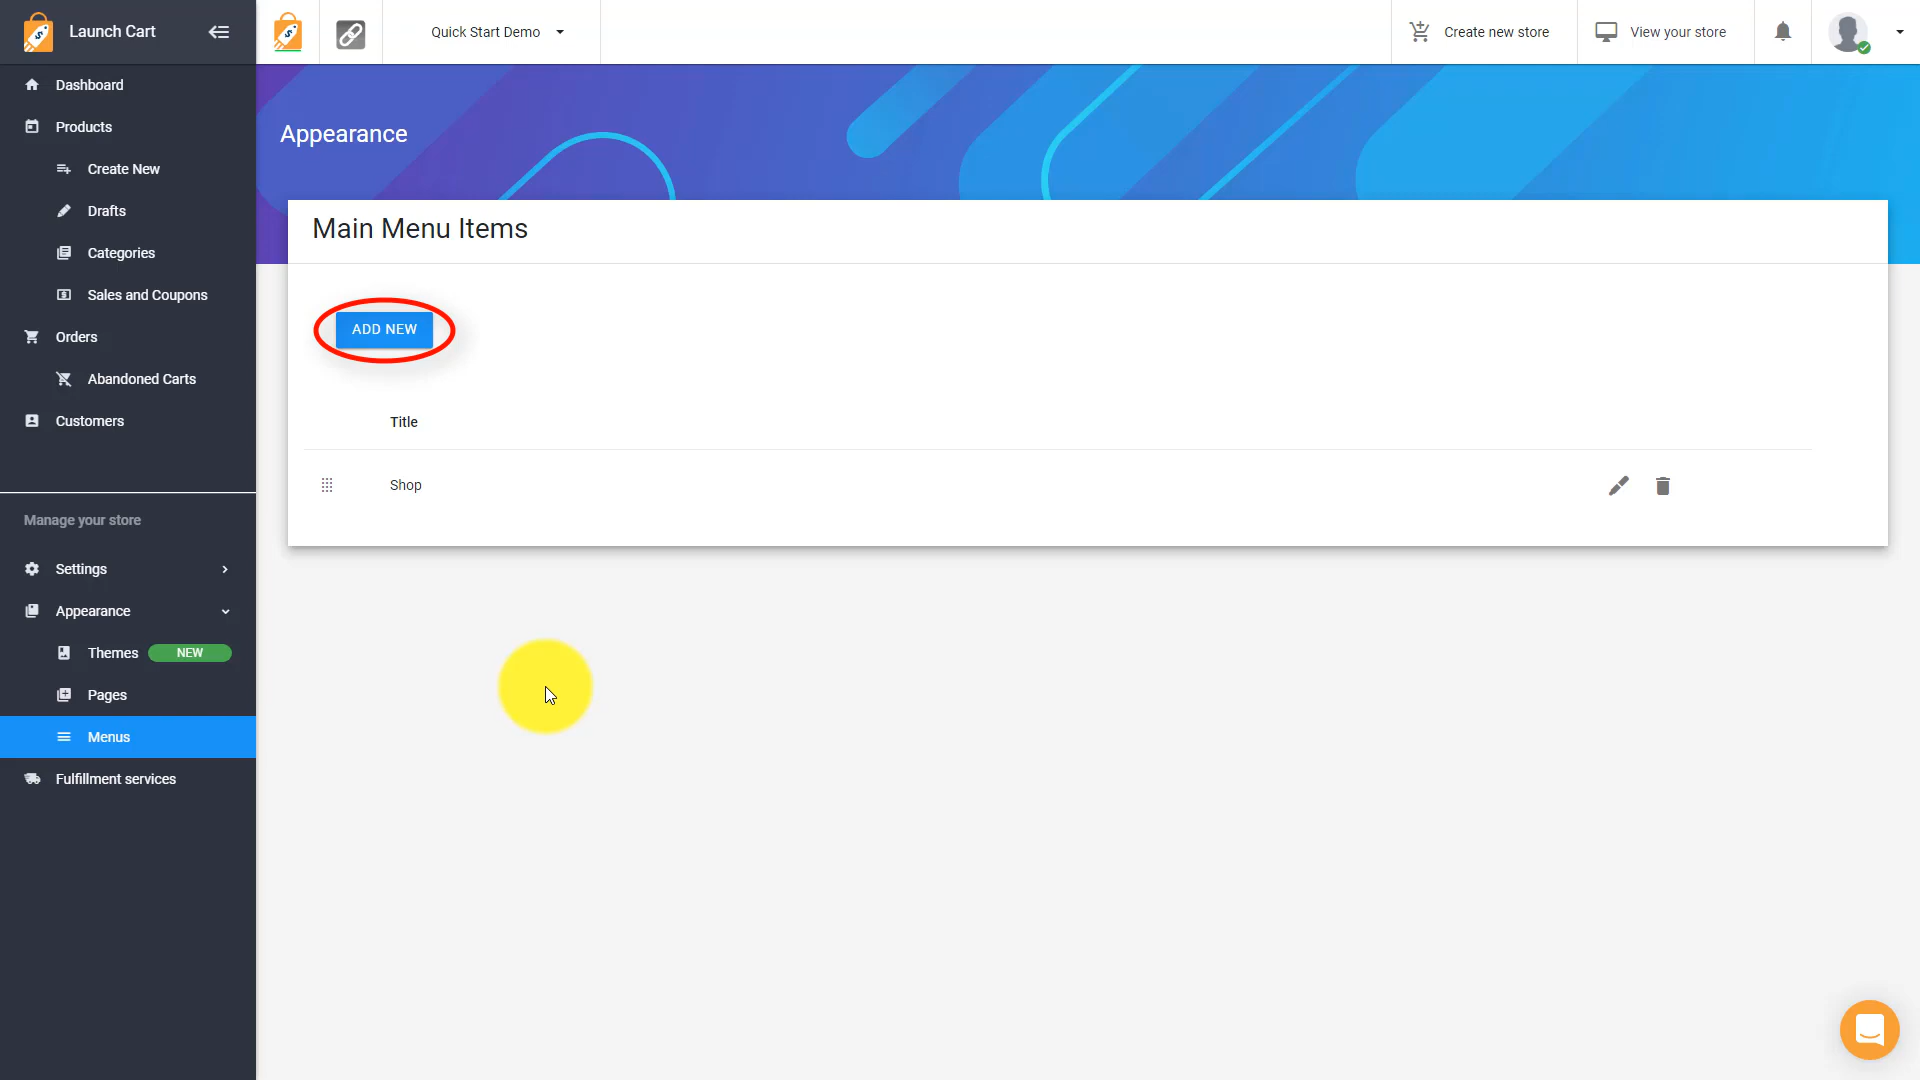 Launch Cart
Quick Start Demo
Create new store
View your store
Dashboard
Products
Create New
Drafts
Categories
Sales and Coupons
Orders
Abandoned Carts
Customers
Manage your store
Settings
Appearance
Themes NEW
Pages
Menus
Fulfillment services
Appearance
Main Menu Items
ADD NEW
Title
Shop